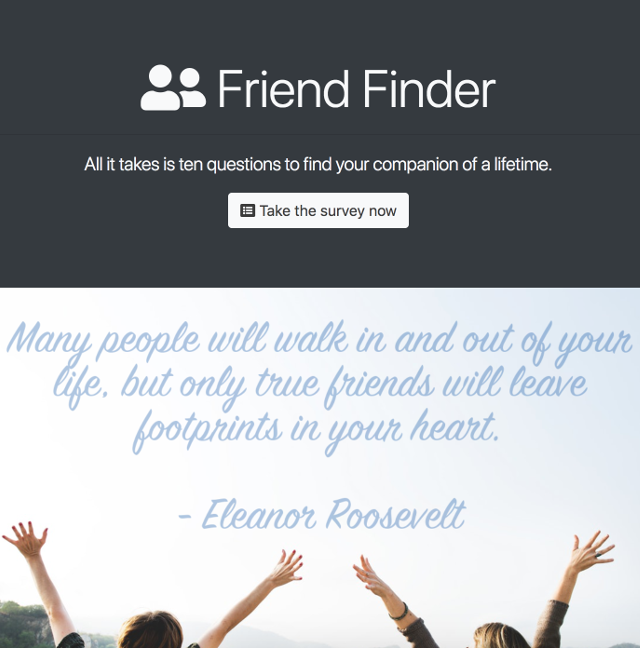 Friend Finder
All it takes is ten questions to find your companion of a lifetime.
Take the survey now
Many people will walk in and out of your
life, but only true friends will leave
footprints in your heart.
- Eleanor Roosevelt